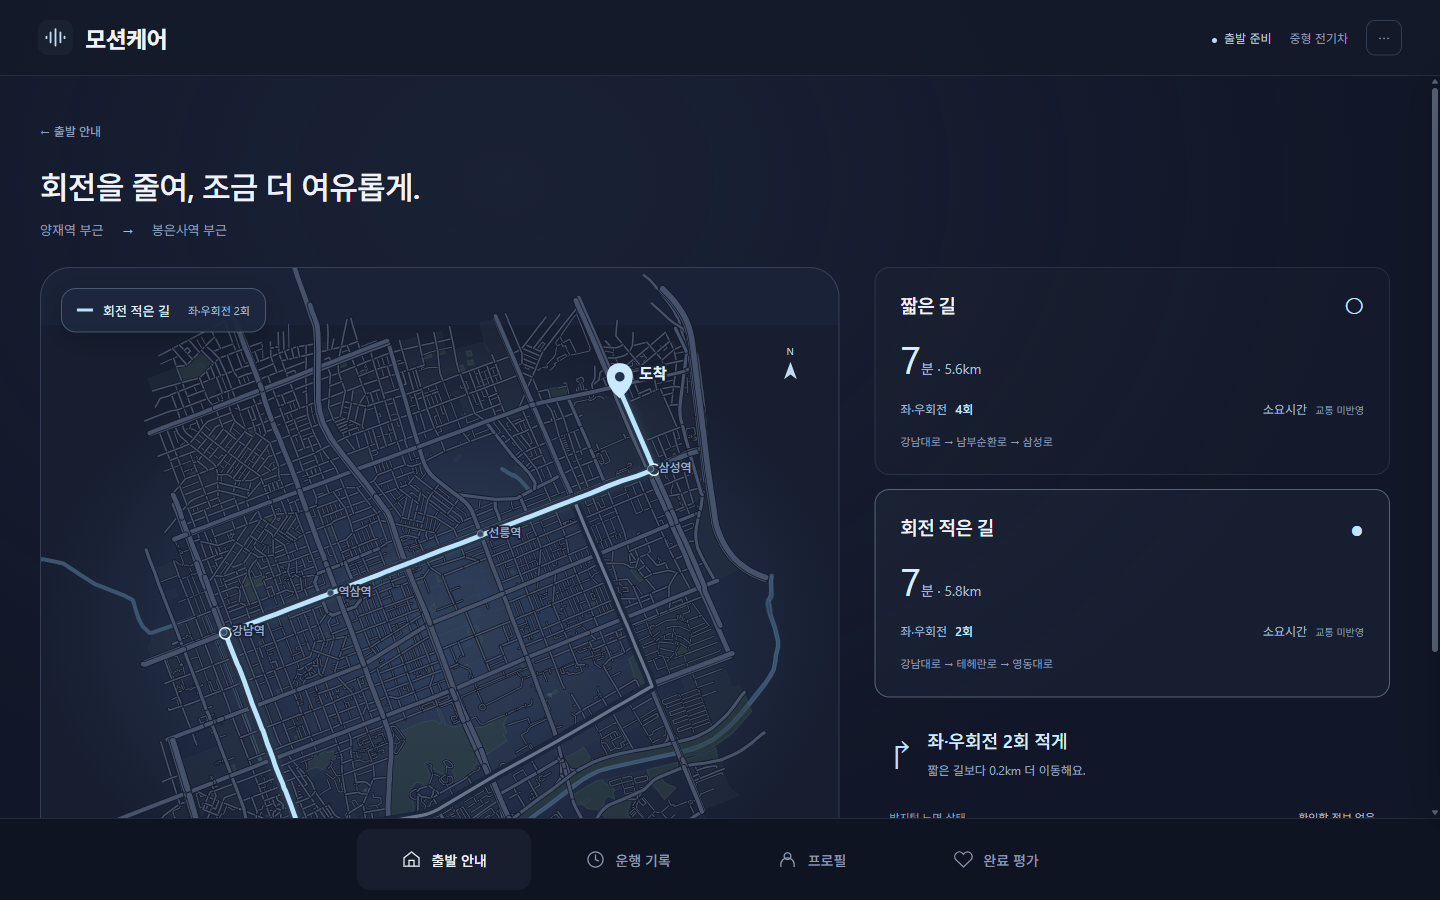 모션케어
출발 준비
중형 전기차
← 출발 안내
회전을 줄여, 조금 더 여유롭게.
양재역 부근 → 봉은사역 부근
회전 적은 길 좌·우회전 2회
N
도착
삼성역
선릉역
역삼역
강남역
짧은 길
7분 · 5.6km
좌·우회전 4회
소요시간 교통 미반영
강남대로 → 남부순환로 → 삼성로
회전 적은 길
7분 · 5.8km
좌·우회전 2회
소요시간 교통 미반영
강남대로 → 테헤란로 → 영동대로
좌·우회전 2회 적게
짧은 길보다 0.2km 더 이동해요.
출발 안내
운행 기록
프로필
완료 평가